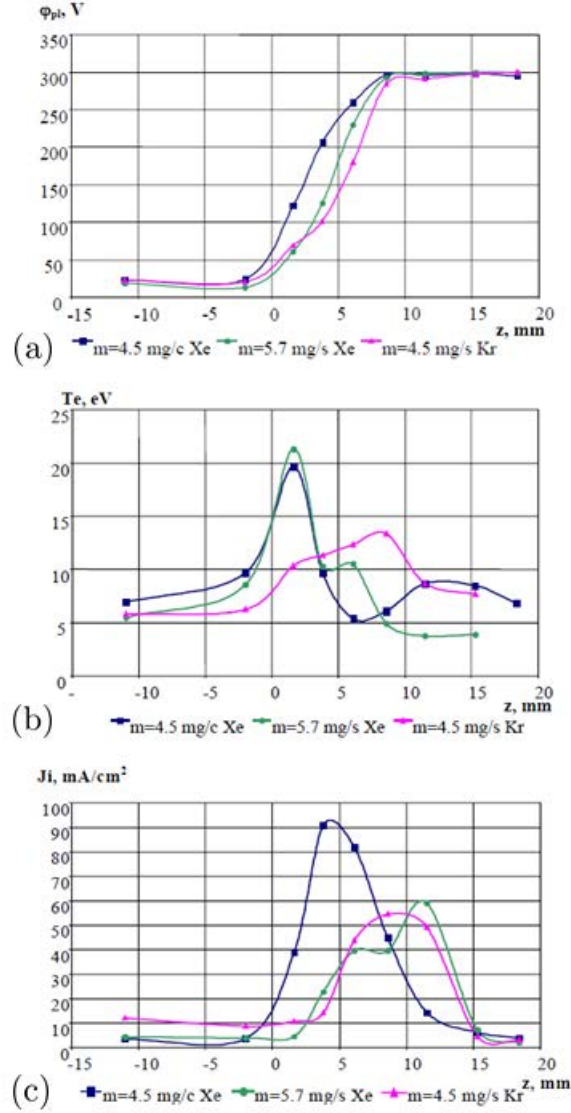 φpl, V
350
300
250
200
150
100
50
0
-15 -10 -5 0 5 10 15 20
z, mm
(a)
m=4.5 mg/c Xe m=5.7 mg/s Xe m=4.5 mg/s Kr
Te, eV
25
20
15
10
5
0
- -10 -5 0 5 10 15 20
z, mm
(b)
m=4.5 mg/c Xe m=5.7 mg/s Xe m=4.5 mg/s Kr
Ji, mA/cm²
100
90
80
70
60
50
40
30
20
10
0
-15 -10 -5 0 5 10 15 20
z, mm
(c)
m=4.5 mg/c Xe m=5.7 mg/s Xe m=4.5 mg/s Kr